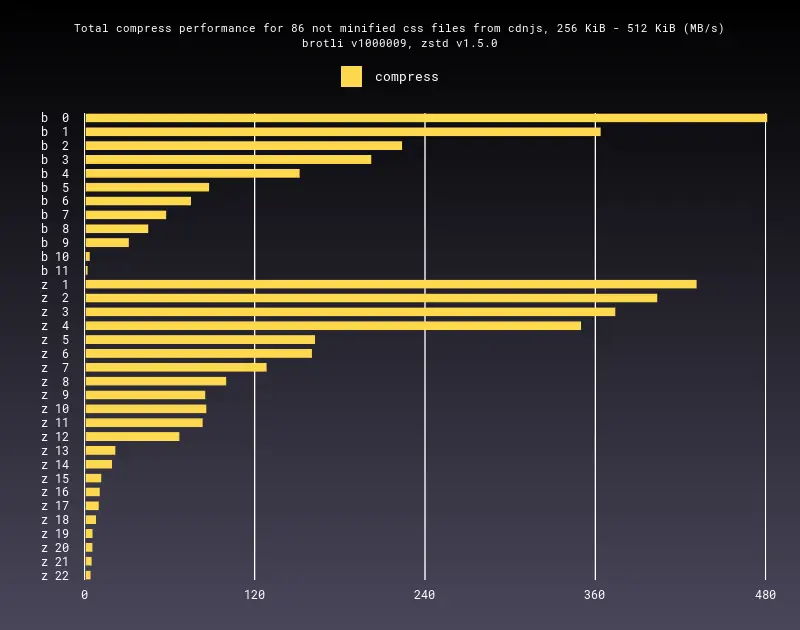 Total compress performance for 86 not minified css files from cdnjs, 256 KiB - 512 KiB (MB/s)
brotli v1000009, zstd v1.5.0
compress
b 0
b 1
b 2
b 3
b 4
b 5
b 6
b 7
b 8
b 9
b 10
b 11
z 1
z 2
z 3
z 4
z 5
z 6
z 7
z 8
z 9
z 10
z 11
z 12
z 13
z 14
z 15
z 16
z 17
z 18
z 19
z 20
z 21
z 22
0 120 240 360 480